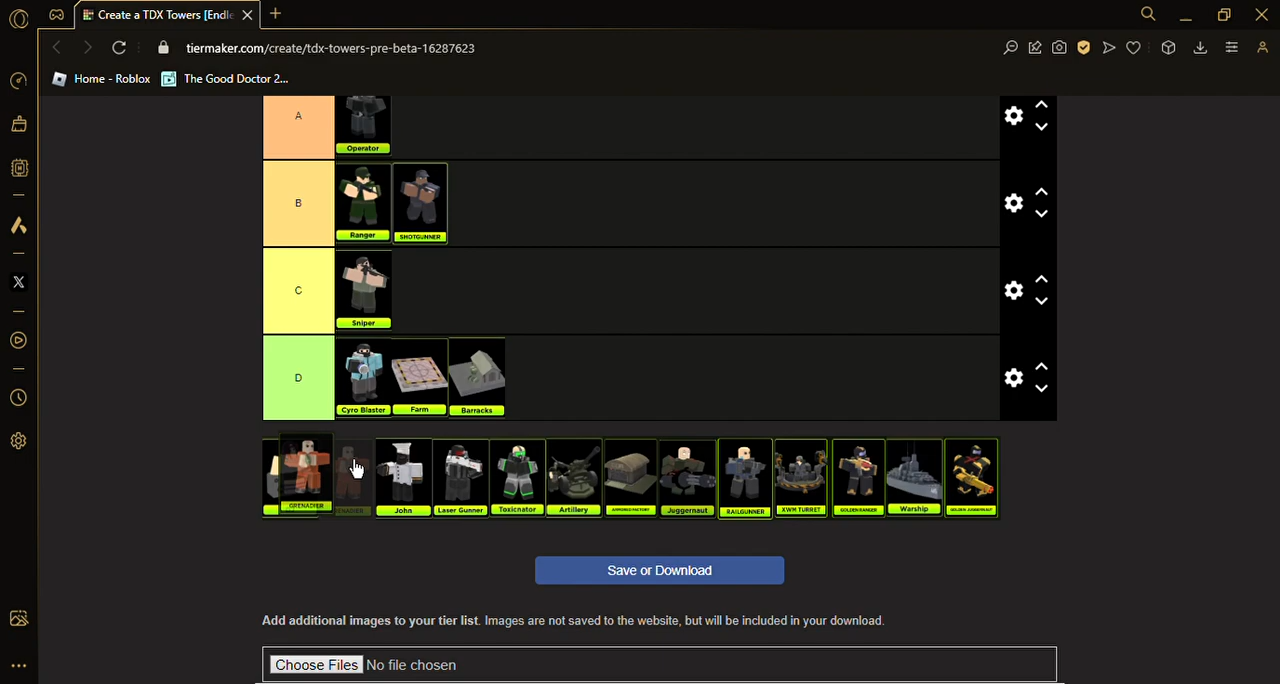 Create a TDX Towers [Endle
tiermaker.com/create/tdx-towers-pre-beta-16287623
Home - Roblox
The Good Doctor 2...
A
Operator
B
Ranger
SHOTGUNNER
C
Sniper
D
Cyro Blaster
Farm
Barracks
GRENADIER
John
Laser Gunner
Toxicnator
Artillery
ARMORED FACTORY
Juggernaut
RAILGUNNER
XWM TURRET
GOLDEN RANGER
Warship
GOLDEN JUGGERNAUT
Save or Download
Add additional images to your tier list. Images are not saved to the website, but will be included in your download.
Choose Files No file chosen